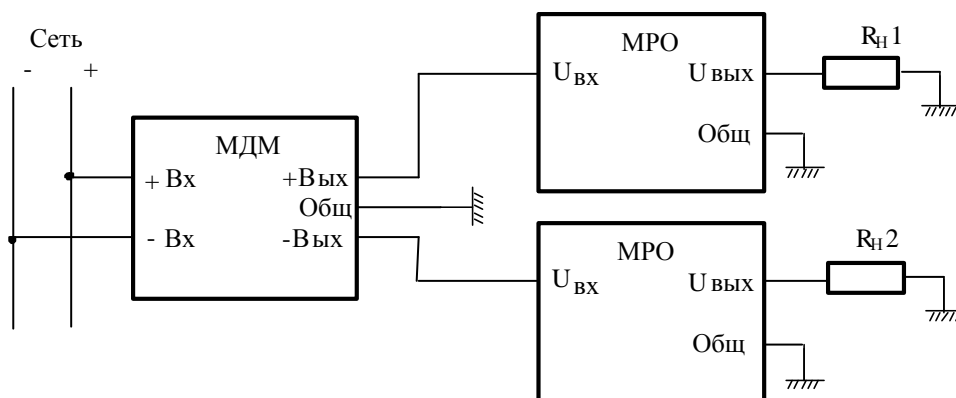 Сеть
- +
МДМ
+ Вх
- Вх
+Вых
Общ
-Вых
МРО
Uвх
Uвых
Общ
RН1
МРО
Uвх
Uвых
Общ
RН2